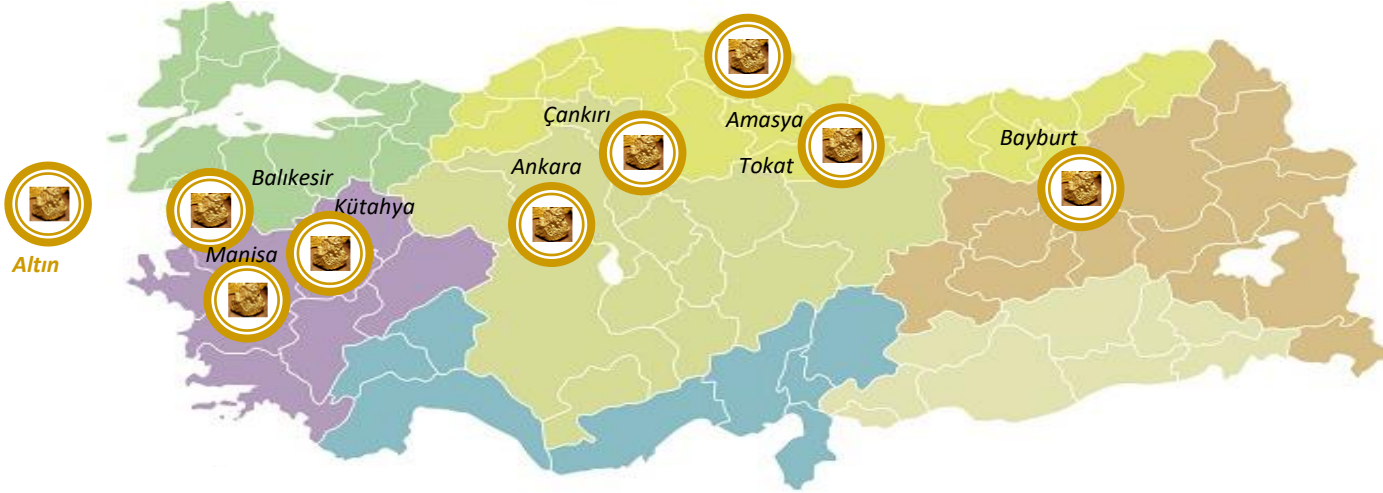 Çankırı
Amasya
Bayburt
Ankara
Tokat
Balıkesir
Kütahya
Manisa
Altın